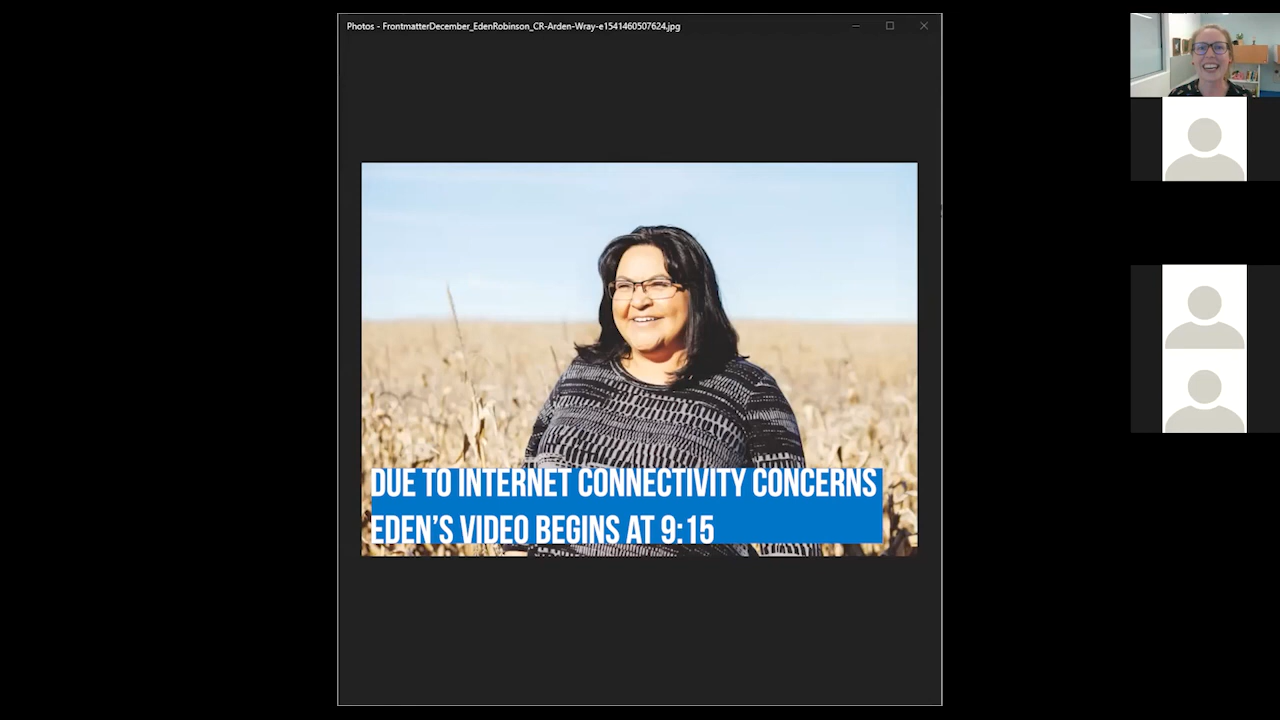 Photos - FrontmatterDecember_EdenRobinson_CR-Arden-Wray-e1541460507624.jpg
DUE TO INTERNET CONNECTIVITY CONCERNS
EDEN'S VIDEO BEGINS AT 9:15